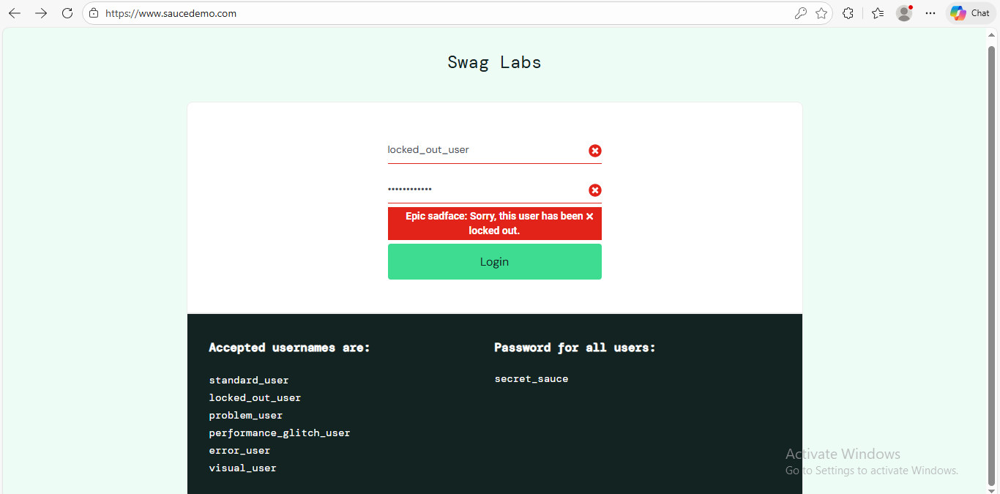 https://www.saucedemo.com
Chat
Swag Labs
locked_out_user
••••••••••••
Epic sadface: Sorry, this user has been
locked out.
Login
Accepted usernames are:
standard_user
locked_out_user
problem_user
performance_glitch_user
error_user
visual_user
Password for all users:
secret_sauce
Activate Windows
Go to Settings to activate Windows.